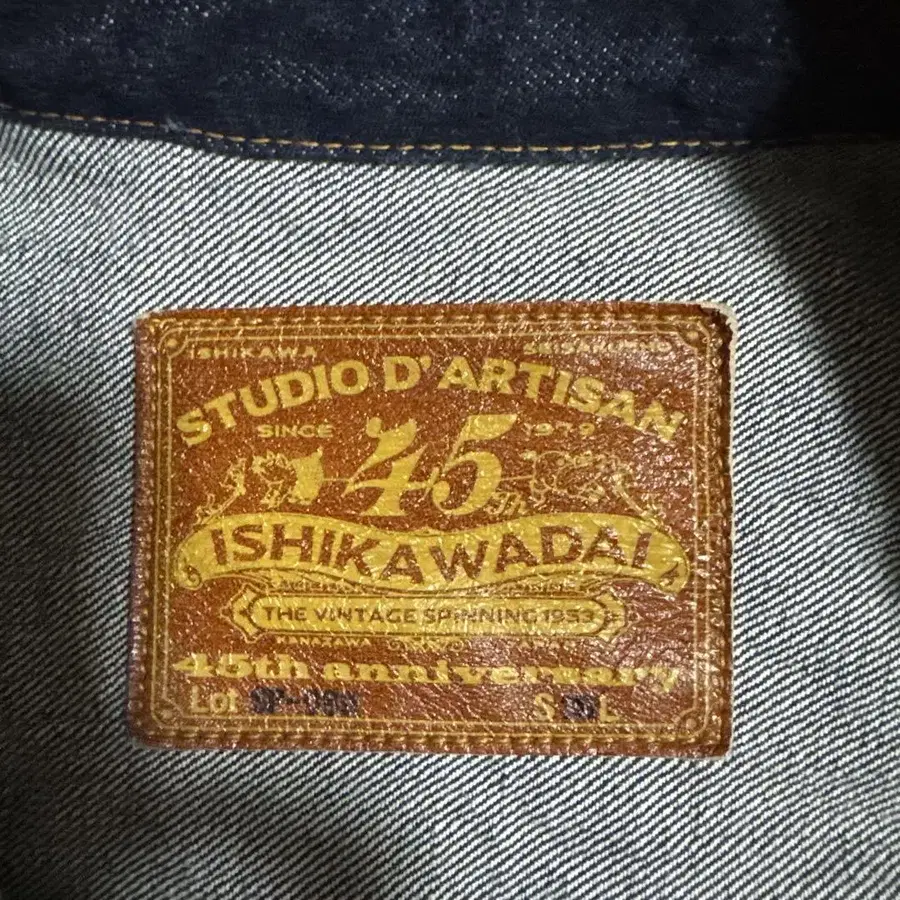 ISHIKAWA
STUDIO D'ARTISAN
SINCE 1979
45th
ISHIKAWADAI
THE VINTAGE SPINNING 1953
45th anniversary
Lot
S L